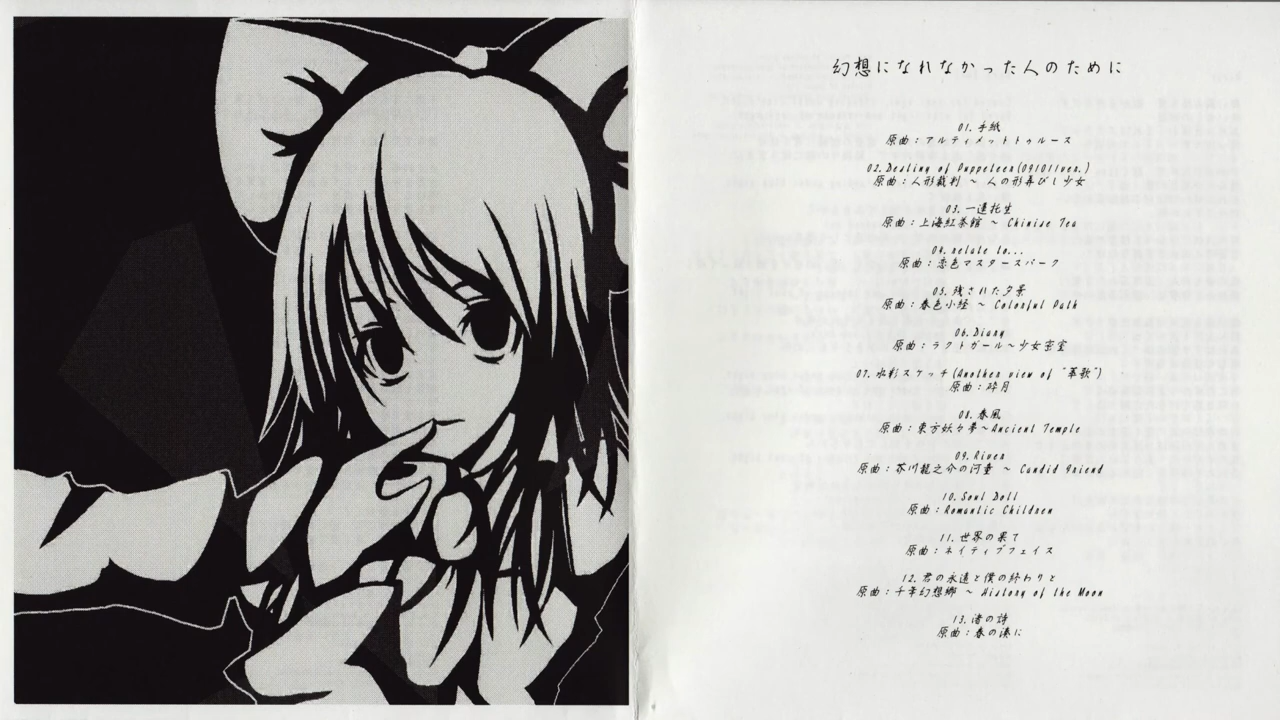 幻想になれなかった人のために
01. 手紙
原曲：アルティメットトゥルース
02. Destiny of Puppeteer(091011ver.)
原曲：人形裁判 ～ 人の形弄びし少女
03. 一蓮托生
原曲：上海紅茶館 ～ Chinise Tea
04. relate to...
原曲：恋色マスタースパーク
05. 残された夕景
原曲：春色小径 ～ Colorful Path
06. Diary
原曲：ラクトガール～少女密室
07. 水彩スケッチ(Another view of "華歌")
原曲：砕月
08. 春風
原曲：東方妖々夢～Ancient Temple
09. River
原曲：芥川龍之介の河童 ～ Candid Friend
10. Soul Doll
原曲：Romantic Children
11. 世界の果て
原曲：ネイティブフェイス
12. 君の永遠と僕の終わりと
原曲：千年幻想郷 ～ History of the Moon
13. 渚の詩
原曲：春の湊に